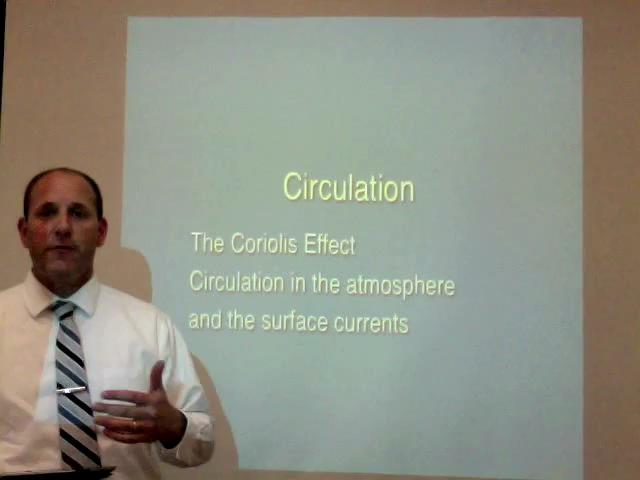 Circulation
The Coriolis Effect
Circulation in the atmosphere
and the surface currents